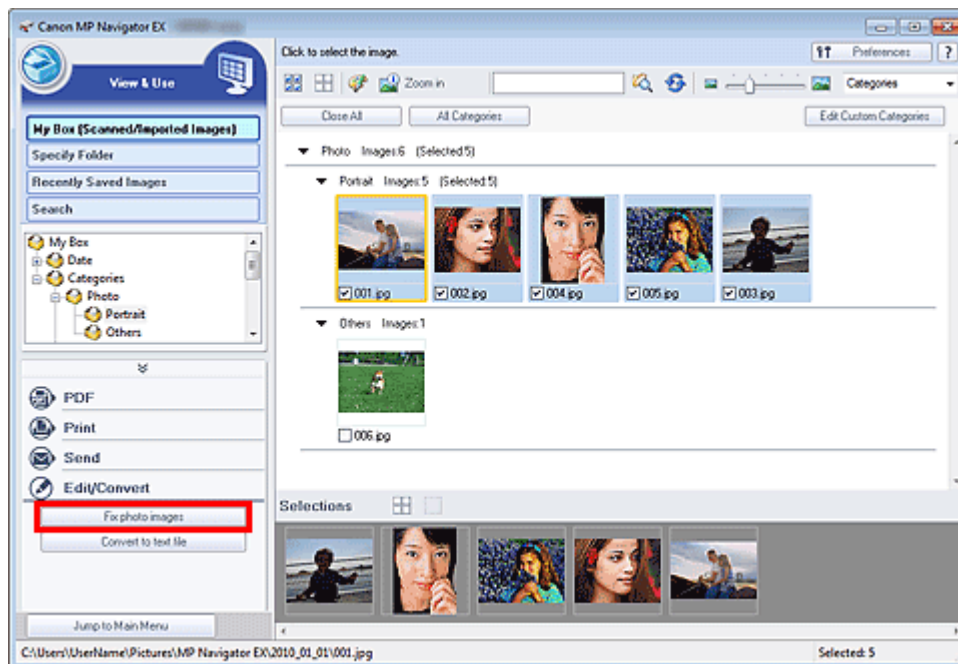 Canon MP Navigator EX
View & Use
My Box (Scanned/Imported Images)
Specify Folder
Recently Saved Images
Search
My Box
Date
Categories
Photo
Portrait
Others
PDF
Print
Send
Edit/Convert
Fix photo images
Convert to text file
Jump to Main Menu
Click to select the image.
Preferences ?
Zoom in
Categories
Close All All Categories Edit Custom Categories
Photo Images:6 (Selected:5)
Portrait Images:5 (Selected:5)
001.jpg 002.jpg 004.jpg 005.jpg 003.jpg
Others Images:1
006.jpg
Selections
C:\Users\UserName\Pictures\MP Navigator EX\2010_01_01\001.jpg Selected: 5